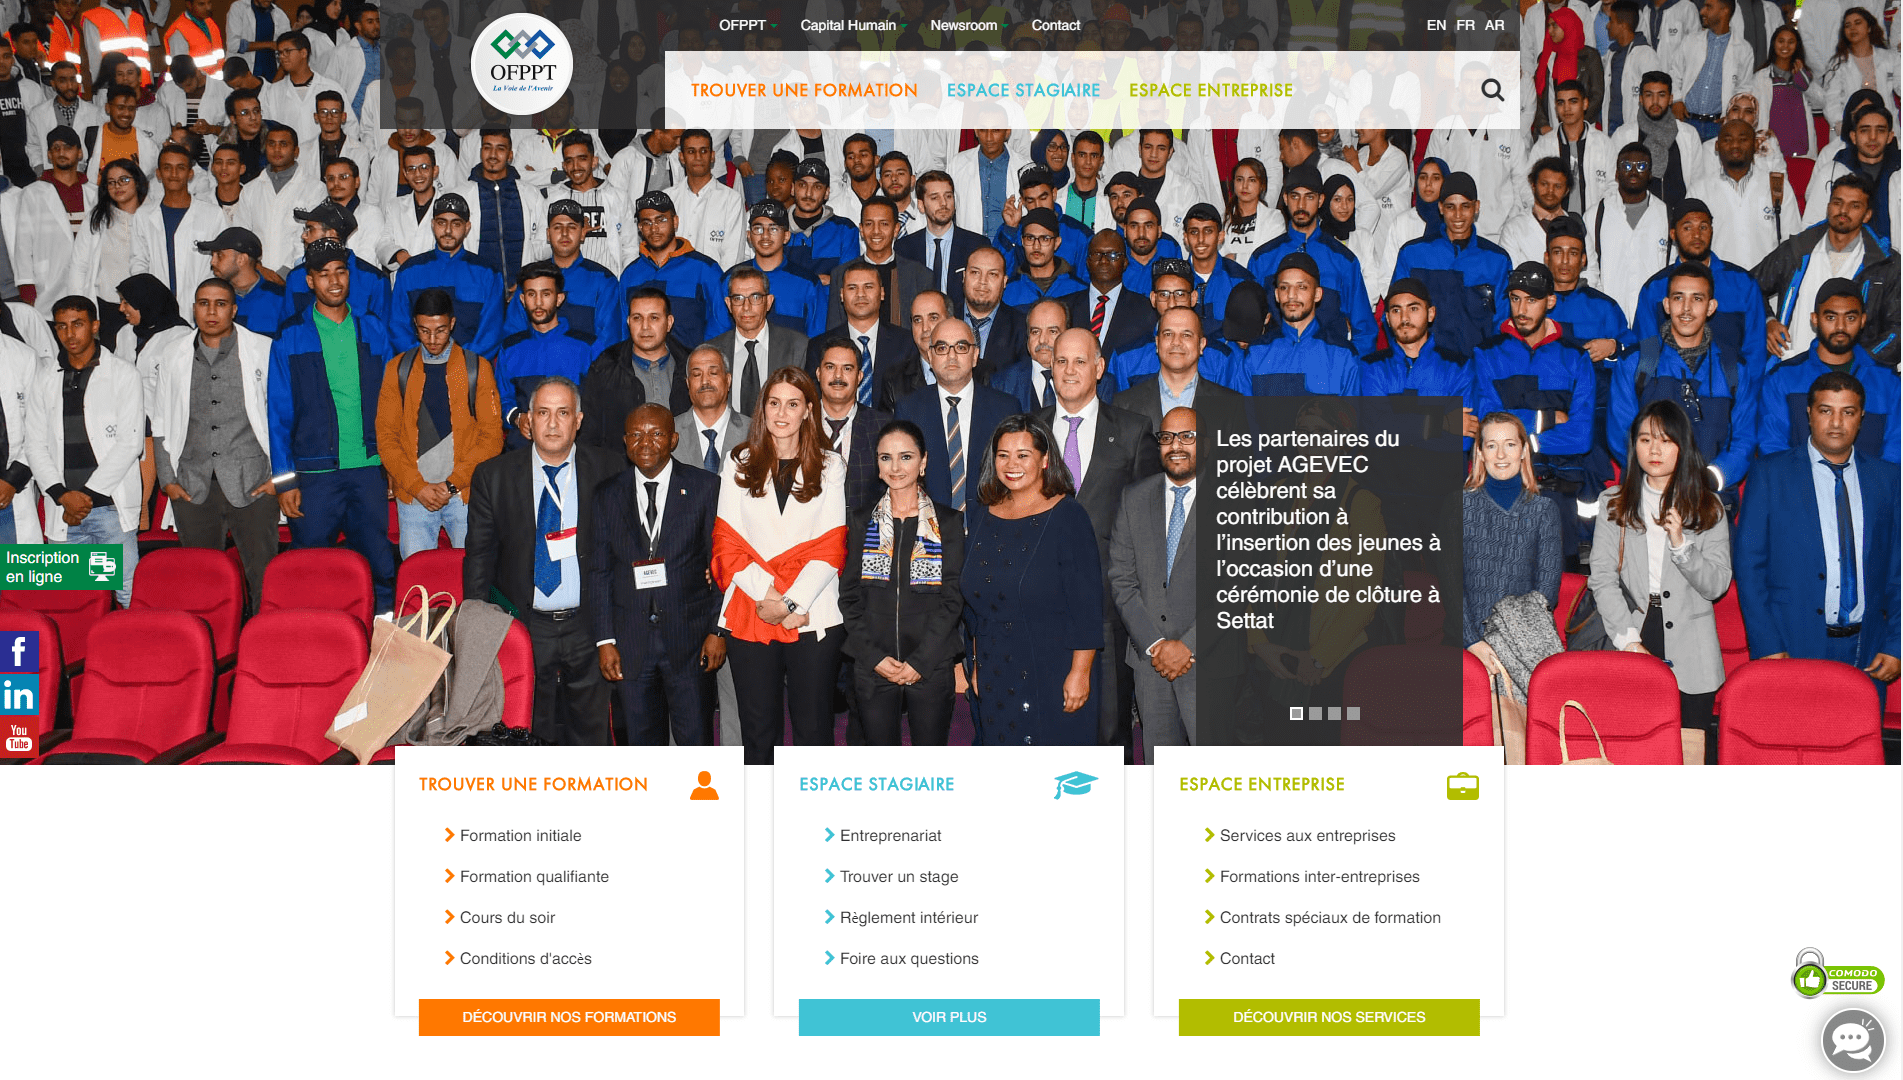 OFPPT
La Voie de l'Avenir
OFPPT
Capital Humain
Newsroom
Contact
EN FR AR
TROUVER UNE FORMATION
ESPACE STAGIAIRE
ESPACE ENTREPRISE
Les partenaires du
projet AGEVEC
célèbrent sa
contribution à
l’insertion des jeunes à
l’occasion d’une
cérémonie de clôture à
Settat
Inscription
en ligne
f
in
You
Tube
TROUVER UNE FORMATION
Formation initiale
Formation qualifiante
Cours du soir
Conditions d'accès
DÉCOUVRIR NOS FORMATIONS
ESPACE STAGIAIRE
Entreprenariat
Trouver un stage
Règlement intérieur
Foire aux questions
VOIR PLUS
ESPACE ENTREPRISE
Services aux entreprises
Formations inter-entreprises
Contrats spéciaux de formation
Contact
DÉCOUVRIR NOS SERVICES
COMODO
SECURE